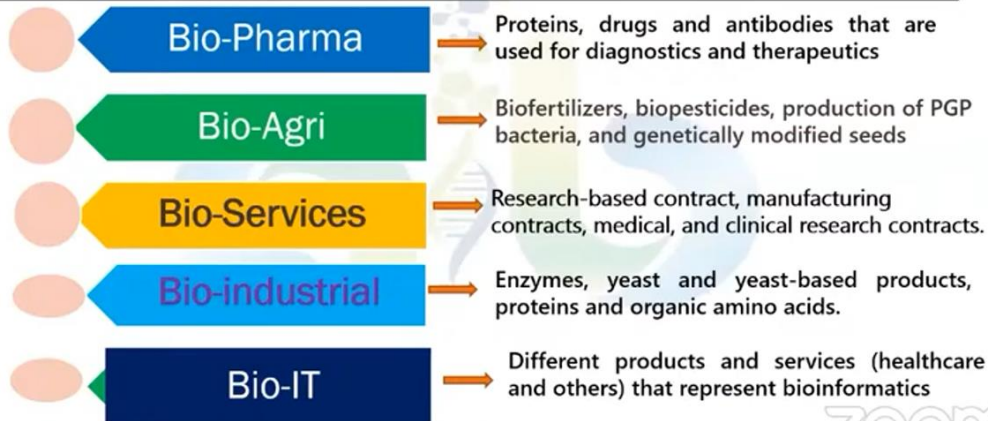 Bio-Pharma
Proteins, drugs and antibodies that are
used for diagnostics and therapeutics
Bio-Agri
Biofertilizers, biopesticides, production of PGP
bacteria, and genetically modified seeds
Bio-Services
Research-based contract, manufacturing
contracts, medical, and clinical research contracts.
Bio-industrial
Enzymes, yeast and yeast-based products,
proteins and organic amino acids.
Bio-IT
Different products and services (healthcare
and others) that represent bioinformatics
zoom